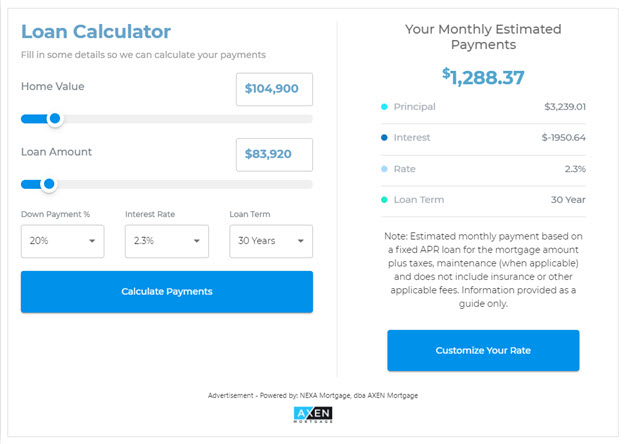 Loan Calculator
Fill in some details so we can calculate your payments
Home Value
$104,900
Loan Amount
$83,920
Down Payment %
Interest Rate
Loan Term
20%
2.3%
30 Years
Calculate Payments
Your Monthly Estimated
Payments
$1,288.37
Principal
$3,239.01
Interest
$-1950.64
Rate
2.3%
Loan Term
30 Year
Note: Estimated monthly payment based on
a fixed APR loan for the mortgage amount
plus taxes, maintenance (when applicable)
and does not include insurance or other
applicable fees. Information provided as a
guide only.
Customize Your Rate
Advertisement - Powered by: NEXA Mortgage, dba AXEN Mortgage
AXEN
MORTGAGE